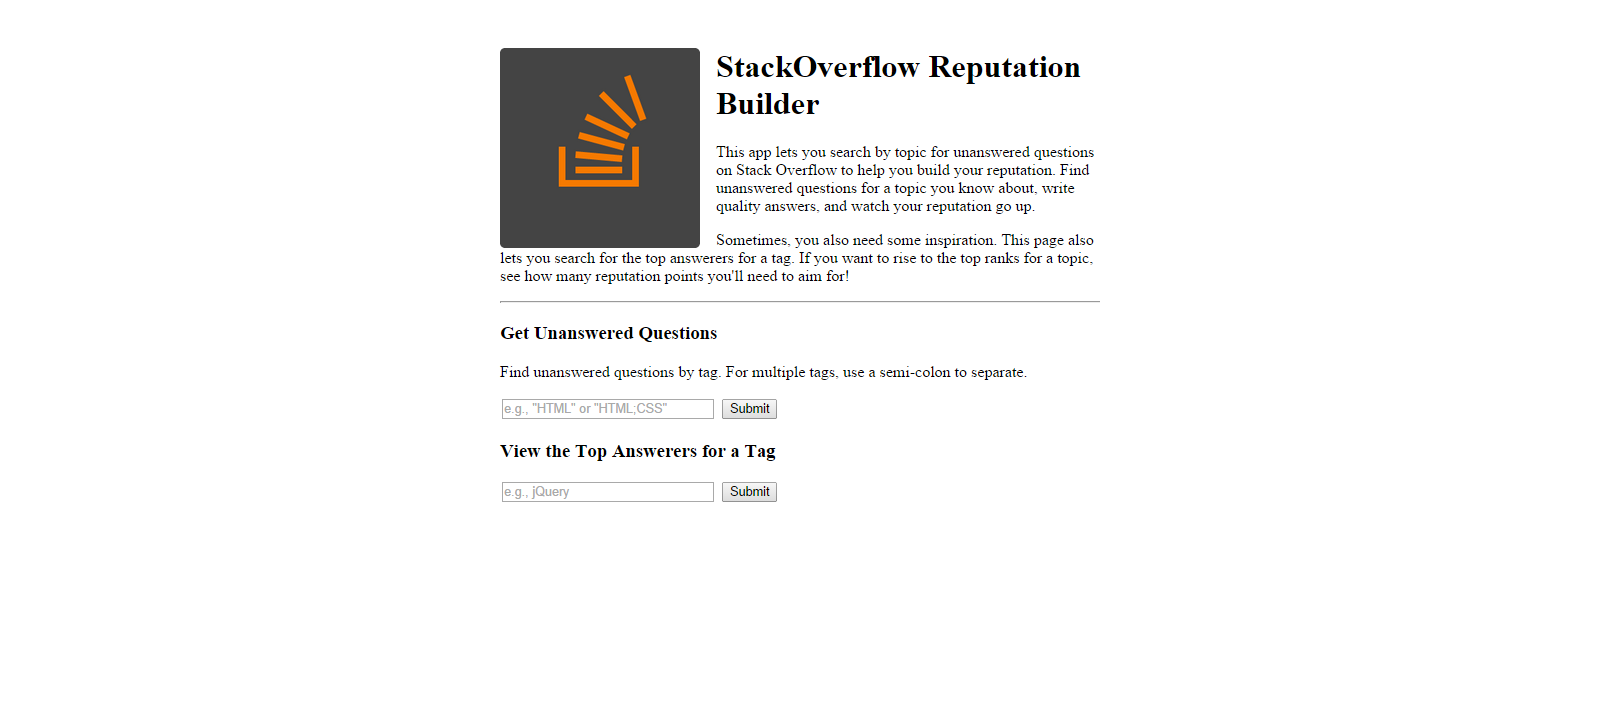 StackOverflow Reputation
Builder
This app lets you search by topic for unanswered questions
on Stack Overflow to help you build your reputation. Find
unanswered questions for a topic you know about, write
quality answers, and watch your reputation go up.
Sometimes, you also need some inspiration. This page also
lets you search for the top answerers for a tag. If you want to rise to the top ranks for a topic,
see how many reputation points you'll need to aim for!
Get Unanswered Questions
Find unanswered questions by tag. For multiple tags, use a semi-colon to separate.
e.g., "HTML" or "HTML;CSS" Submit
View the Top Answerers for a Tag
e.g., jQuery Submit